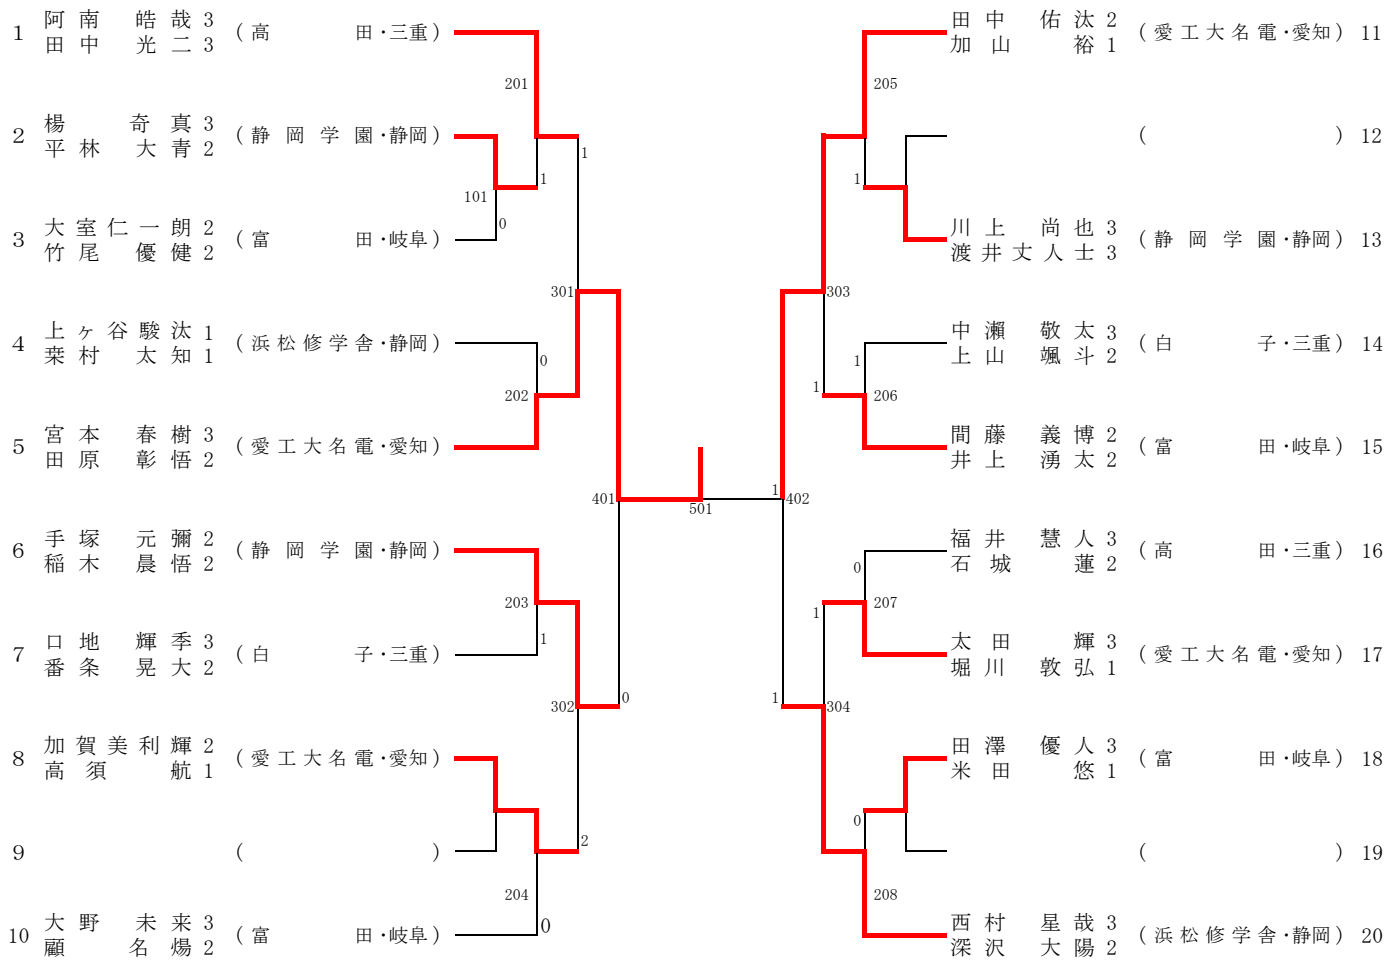 1 阿南 皓哉 3 (高 田・三重)
田中 光二 3
201
2 楊 奇真 3 (静岡学園・静岡)
平林 大青 2
1
1
101
0
3 大室仁一朗 2 (富 田・岐阜)
竹尾 優健 2
301
4 上ヶ谷駿汰 1 (浜松修学舎・静岡)
桒村 太知 1
0
202
5 宮本 春樹 3 (愛工大名電・愛知)
田原 彰悟 2
401
501
6 手塚 元彌 2 (静岡学園・静岡)
稲木 晨悟 2
203
1
7 口地 輝季 3 (白 子・三重)
番条 晃大 2
302
0
8 加賀美利輝 2 (愛工大名電・愛知)
高須 航 1
9 ( )
2
204
0
10 大野 未来 3 (富 田・岐阜)
顧 名煬 2
田中 佑汰 2 (愛工大名電・愛知) 11
加山 裕 1
205
( ) 12
1
川上 尚也 3 (静岡学園・静岡) 13
渡井丈人士 3
303
中瀬 敬太 3 (白 子・三重) 14
上山 颯斗 2
1
1
206
間藤 義博 2 (富 田・岐阜) 15
井上 湧太 2
1
402
福井 慧人 3 (高 田・三重) 16
石城 蓮 2
0
1
207
太田 輝 3 (愛工大名電・愛知) 17
堀川 敦弘 1
1
304
田澤 優人 3 (富 田・岐阜) 18
米田 悠 1
0
( ) 19
208
西村 星哉 3 (浜松修学舎・静岡) 20
深沢 大陽 2